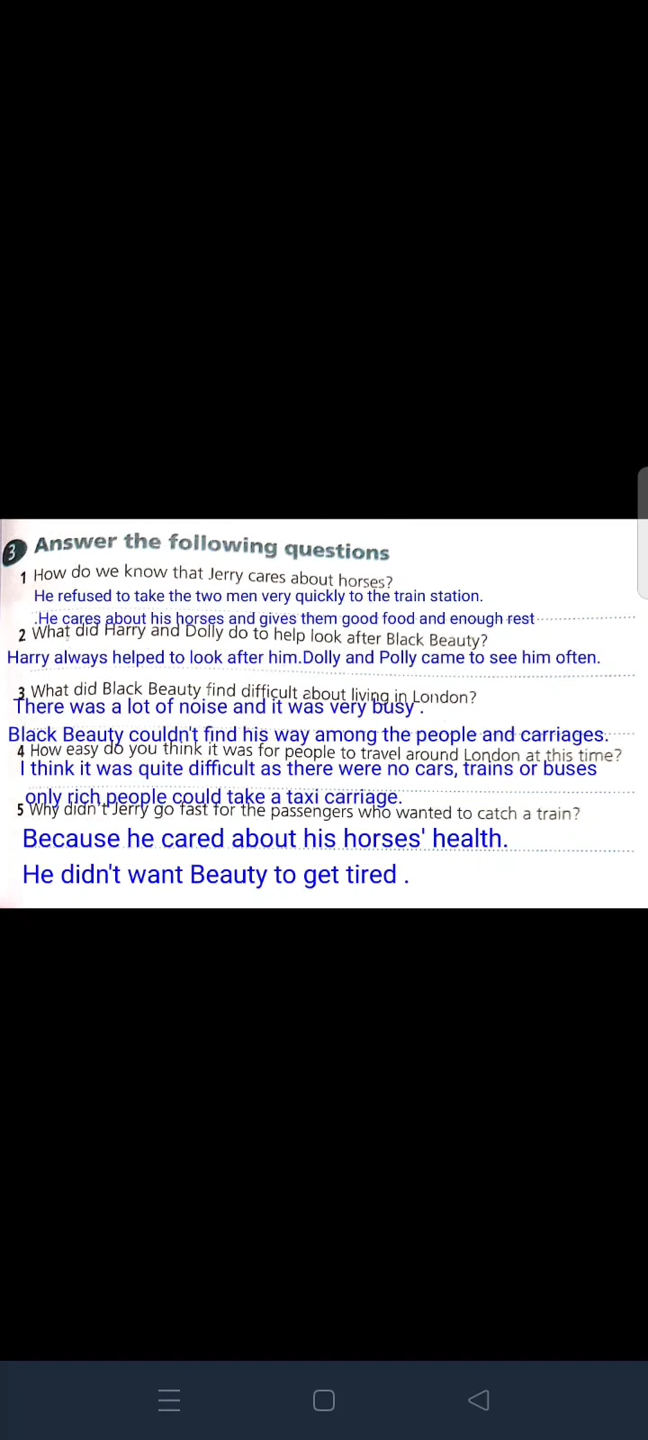 3 Answer the following questions
1 How do we know that Jerry cares about horses?
He refused to take the two men very quickly to the train station.
.He cares about his horses and gives them good food and enough rest
2 What did Harry and Dolly do to help look after Black Beauty?
Harry always helped to look after him.Dolly and Polly came to see him often.
3 What did Black Beauty find difficult about living in London?
There was a lot of noise and it was very busy .
Black Beauty couldn't find his way among the people and carriages.
4 How easy do you think it was for people to travel around London at this time?
I think it was quite difficult as there were no cars, trains or buses
only rich people could take a taxi carriage.
5 Why didn't Jerry go fast for the passengers who wanted to catch a train?
Because he cared about his horses' health.
He didn't want Beauty to get tired .